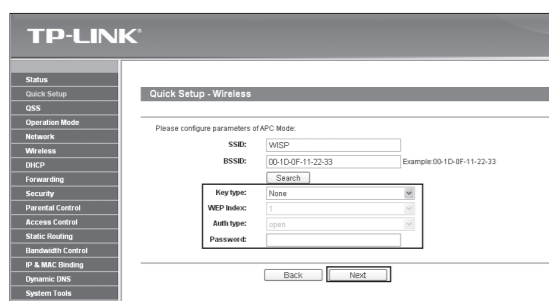 TP-LINK®
Status
Quick Setup
QSS
Operation Mode
Network
Wireless
DHCP
Forwarding
Security
Parental Control
Access Control
Static Routing
Bandwidth Control
IP & MAC Binding
Dynamic DNS
System Tools
Quick Setup - Wireless
Please configure parameters of APC Mode:
SSID: WISP
BSSID: 00-1D-0F-11-22-33 Example:00-1D-0F-11-22-33
Search
Key type: None
WEP Index: 1
Auth type: open
Password:
Back Next